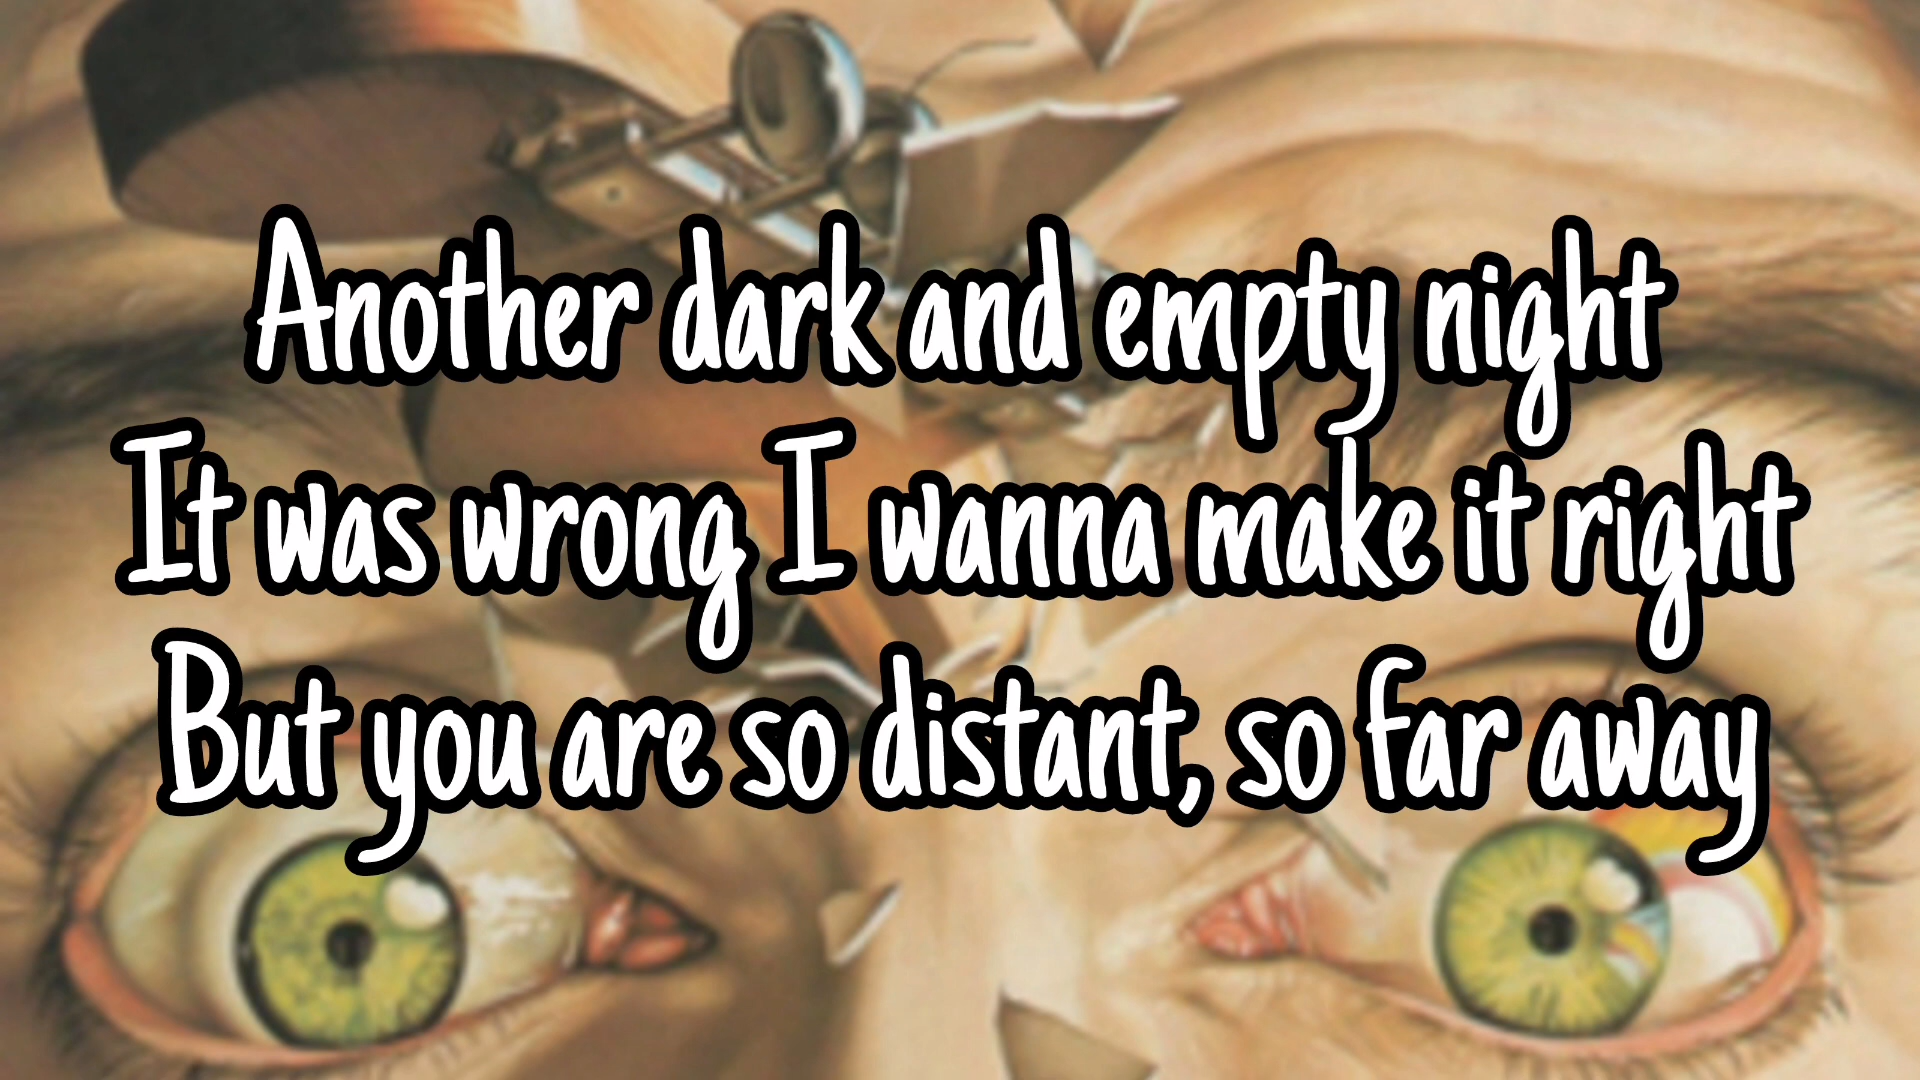 Another dark and empty night
It was wrong I wanna make it right
But you are so distant, so far away